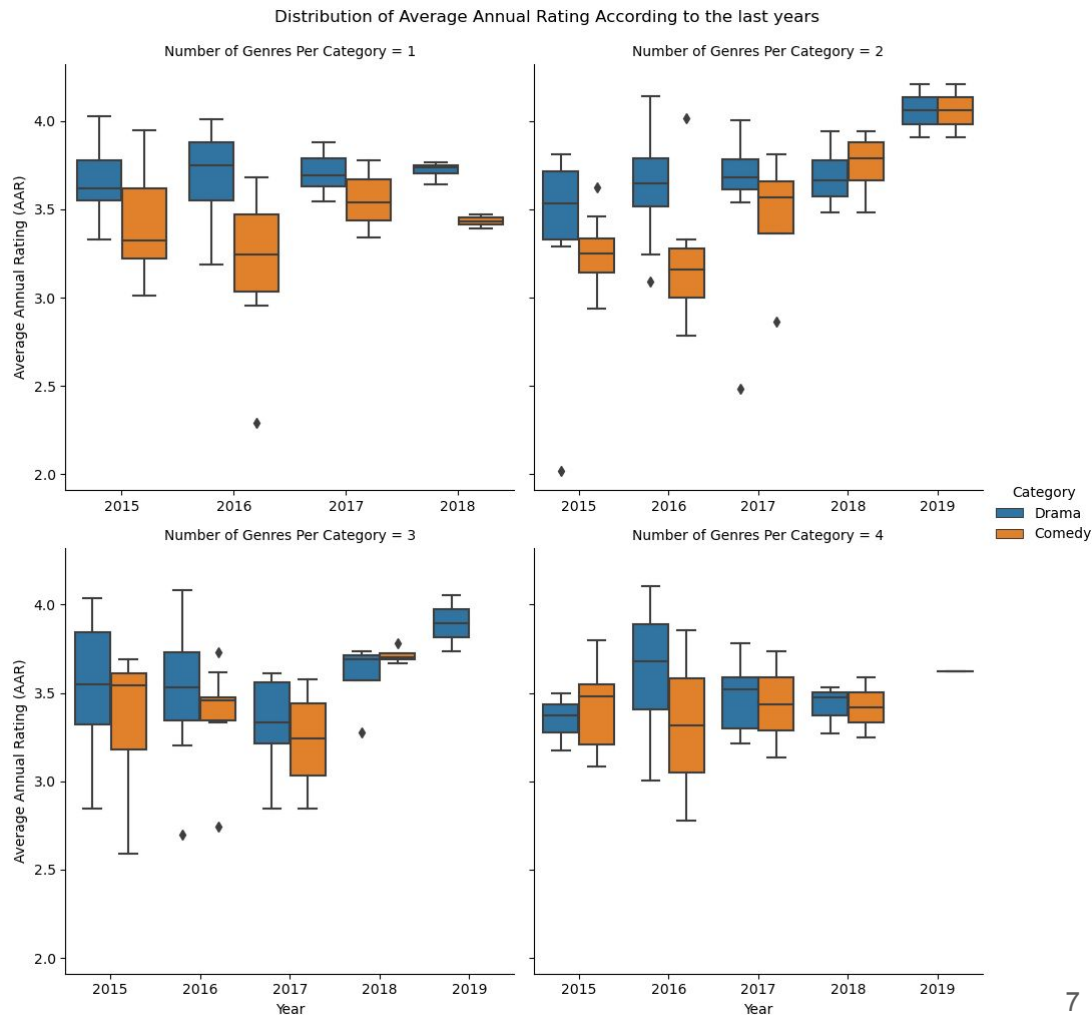 Distribution of Average Annual Rating According to the last years
Number of Genres Per Category = 1
Number of Genres Per Category = 2
Average Annual Rating (AAR)
4.0
3.5
3.0
2.5
2.0
2015 2016 2017 2018
2015 2016 2017 2018 2019
Category
Drama
Comedy
Number of Genres Per Category = 3
Number of Genres Per Category = 4
Average Annual Rating (AAR)
4.0
3.5
3.0
2.5
2.0
2015 2016 2017 2018 2019
Year
2015 2016 2017 2018 2019
Year
7